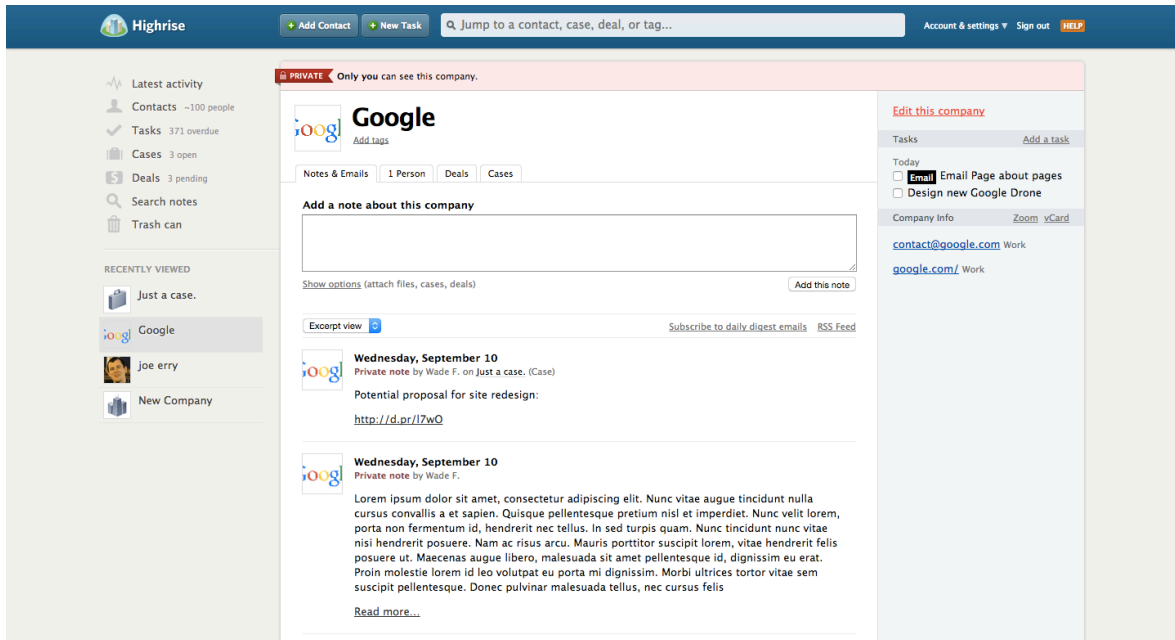 Highrise
Add Contact
New Task
Jump to a contact, case, deal, or tag...
Account & settings ▼ Sign out HELP
Latest activity
Contacts ~100 people
Tasks 371 overdue
Cases 3 open
Deals 3 pending
Search notes
Trash can
RECENTLY VIEWED
Just a case.
Google
joe erry
New Company
PRIVATE Only you can see this company.
Google
Add tags
Notes & Emails 1 Person Deals Cases
Add a note about this company
Show options (attach files, cases, deals)
Add this note
Excerpt view
Subscribe to daily digest emails RSS Feed
Wednesday, September 10
Private note by Wade F. on Just a case. (Case)
Potential proposal for site redesign:
http://d.pr/l7wO
Wednesday, September 10
Private note by Wade F.
Lorem ipsum dolor sit amet, consectetur adipiscing elit. Nunc vitae augue tincidunt nulla
cursus convallis a et sapien. Quisque pellentesque pretium nisl et imperdiet. Nunc velit lorem,
porta non fermentum id, hendrerit nec tellus. In sed turpis quam. Nunc tincidunt nunc vitae
nisi hendrerit posuere. Nam ac risus arcu. Mauris porttitor suscipit lorem, vitae hendrerit felis
posuere ut. Maecenas augue libero, malesuada sit amet pellentesque id, dignissim eu erat.
Proin molestie lorem id leo volutpat eu porta mi dignissim. Morbi ultrices tortor vitae sem
suscipit pellentesque. Donec pulvinar malesuada tellus, nec cursus felis
Read more...
Edit this company
Tasks Add a task
Today
Email Email Page about pages
Design new Google Drone
Company Info Zoom vCard
contact@google.com Work
google.com/ Work